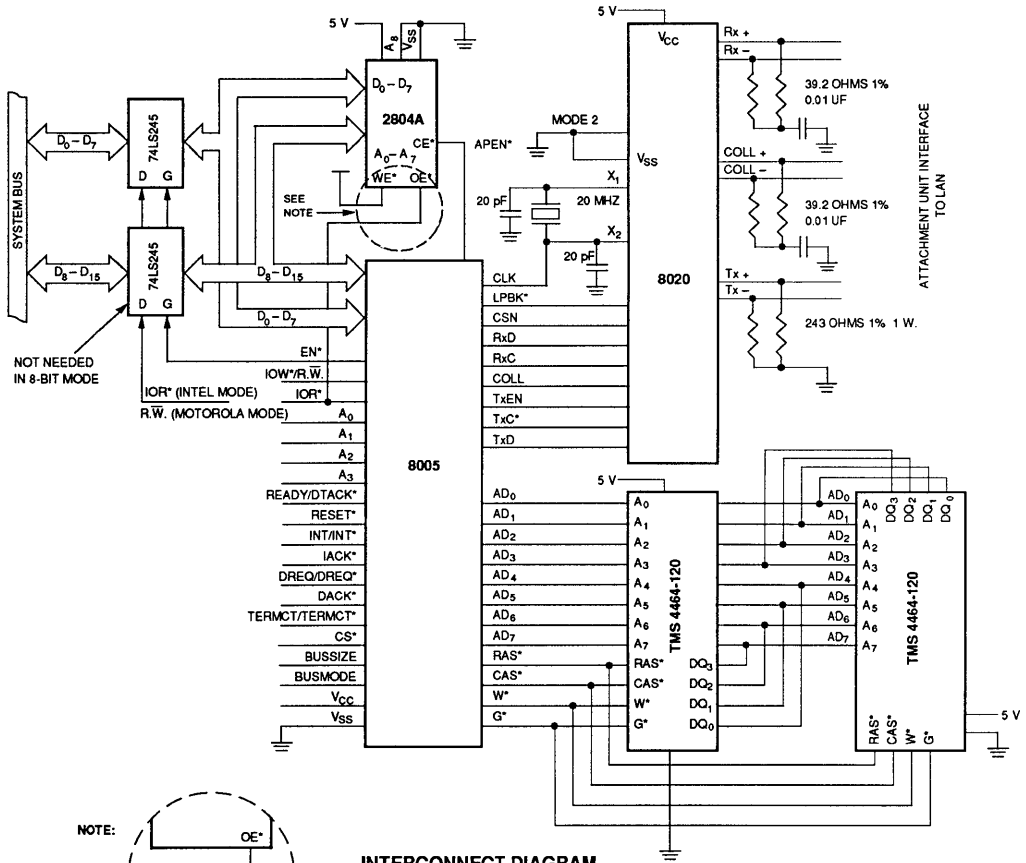 5 V
A8
VSS
D0 – D7
2804A
CE*
A0–A7
WE*
OE*
APEN*
SEE
NOTE
SYSTEM BUS
D0 – D7
74LS245
D G
D8 – D15
74LS245
D G
D8 – D15
D0 – D7
NOT NEEDED
IN 8-BIT MODE
EN*
IOW*/R.W.
IOR* (INTEL MODE)
IOR*
R.W. (MOTOROLA MODE)
A0
A1
A2
A3
READY/DTACK*
RESET*
INT/INT*
IACK*
DREQ/DREQ*
DACK*
TERMCT/TERMCT*
CS*
BUSSIZE
BUSMODE
VCC
VSS
8005
CLK
LPBK*
CSN
RxD
RxC
COLL
TxEN
TxC*
TxD
AD0
AD1
AD2
AD3
AD4
AD5
AD6
AD7
RAS*
CAS*
W*
G*
5 V
VCC
MODE 2
VSS
X1
20 pF
20 MHZ
X2
20 pF
8020
Rx +
Rx –
39.2 OHMS 1%
0.01 UF
COLL +
COLL –
39.2 OHMS 1%
0.01 UF
Tx +
Tx –
243 OHMS 1% 1 W.
ATTACHMENT UNIT INTERFACE
TO LAN
5 V
A0
A1
A2
A3
A4
A5
A6
A7
RAS*
CAS*
W*
G*
TMS 4464-120
DQ3
DQ2
DQ1
DQ0
AD0
AD1
AD2
AD3
AD4
AD5
AD6
AD7
A0
A1
A2
A3
A4
A5
A6
A7
DQ3
DQ2
DQ1
DQ0
TMS 4464-120
RAS*
CAS*
W*
G*
5 V
NOTE:
OE*